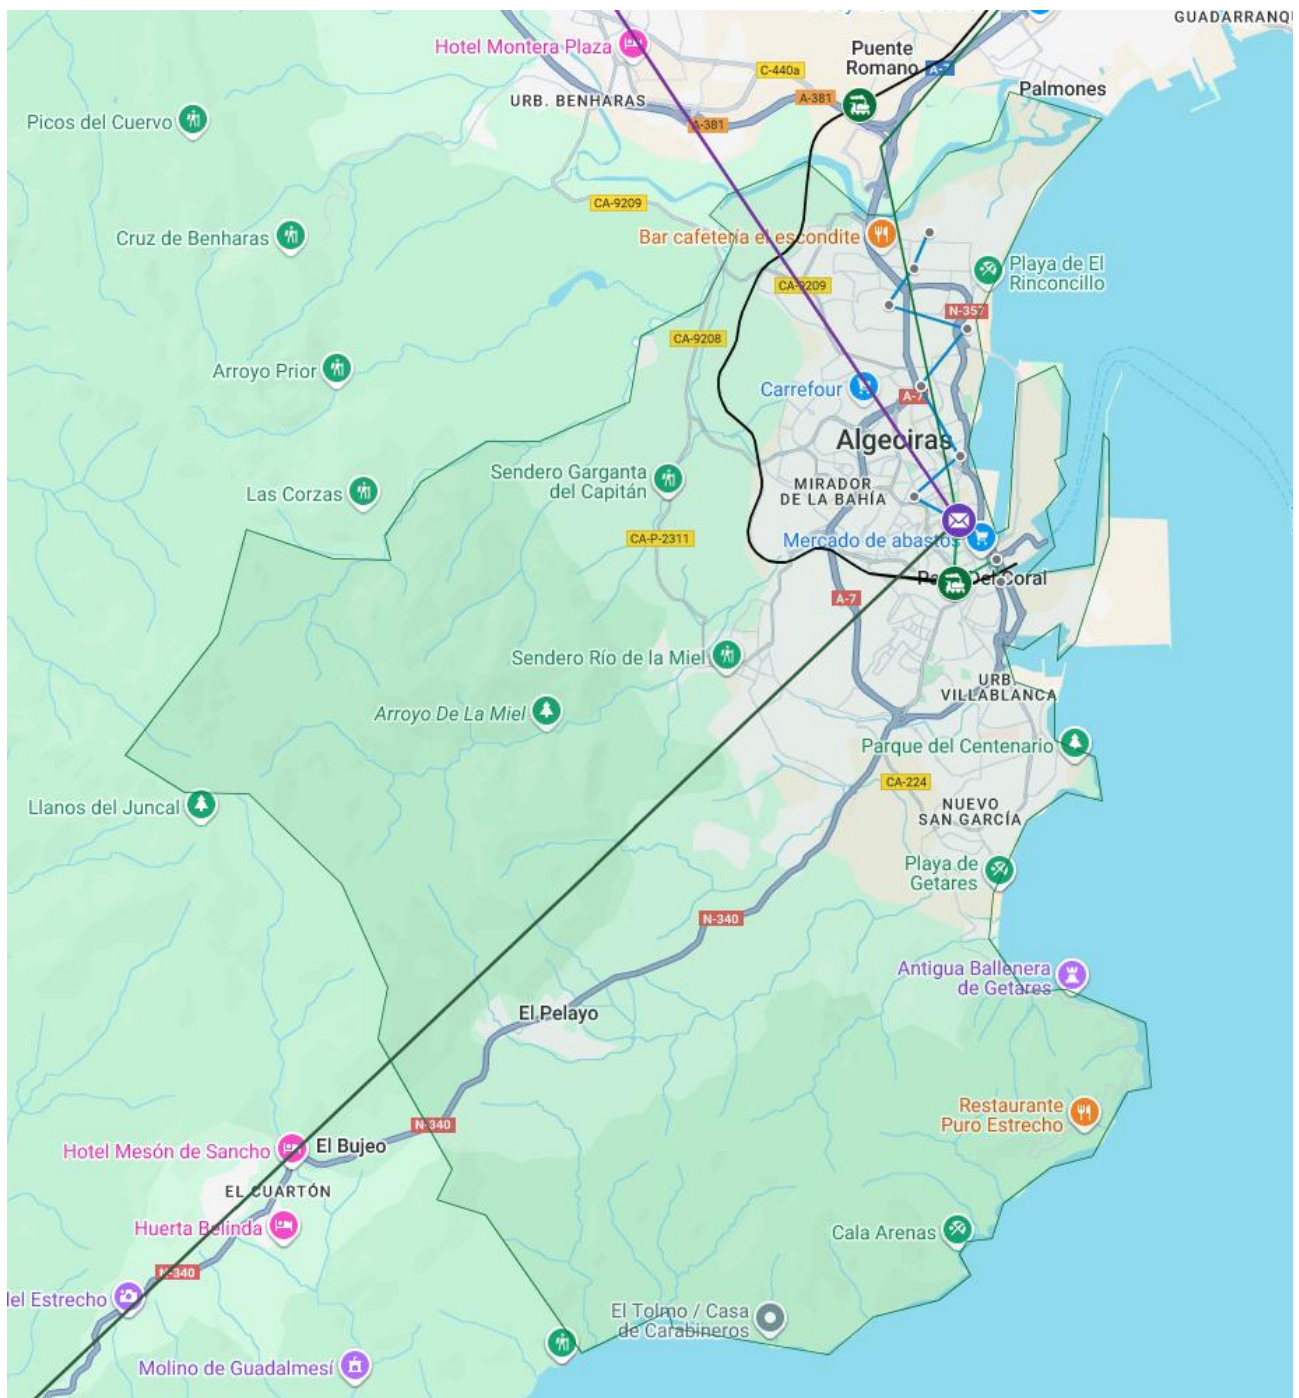 GUADARRANQU
Hotel Montera Plaza
Puente
Romano
C-440a
A-7
A-381
Palmones
URB. BENHARAS
A-381
Picos del Cuervo
CA-9209
Cruz de Benharas
Bar cafetería el escondite
Playa de El
Rinconcillo
CA-9209
N-357
CA-9208
Arroyo Prior
Carrefour
A-7
Algeciras
Sendero Garganta
del Capitán
MIRADOR
DE LA BAHÍA
Las Corzas
CA-P-2311
Mercado de abastos
Del Coral
A-7
Sendero Río de la Miel
URB.
VILLABLANCA
Arroyo De La Miel
Parque del Centenario
CA-224
Llanos del Juncal
NUEVO
SAN GARCÍA
Playa de
Getares
N-340
Antigua Ballenera
de Getares
El Pelayo
Restaurante
Puro Estrecho
N-340
Hotel Mesón de Sancho
El Bujeo
EL CUARTÓN
Huerta Belinda
Cala Arenas
N-340
del Estrecho
El Tolmo / Casa
de Carabineros
Molino de Guadalmesí